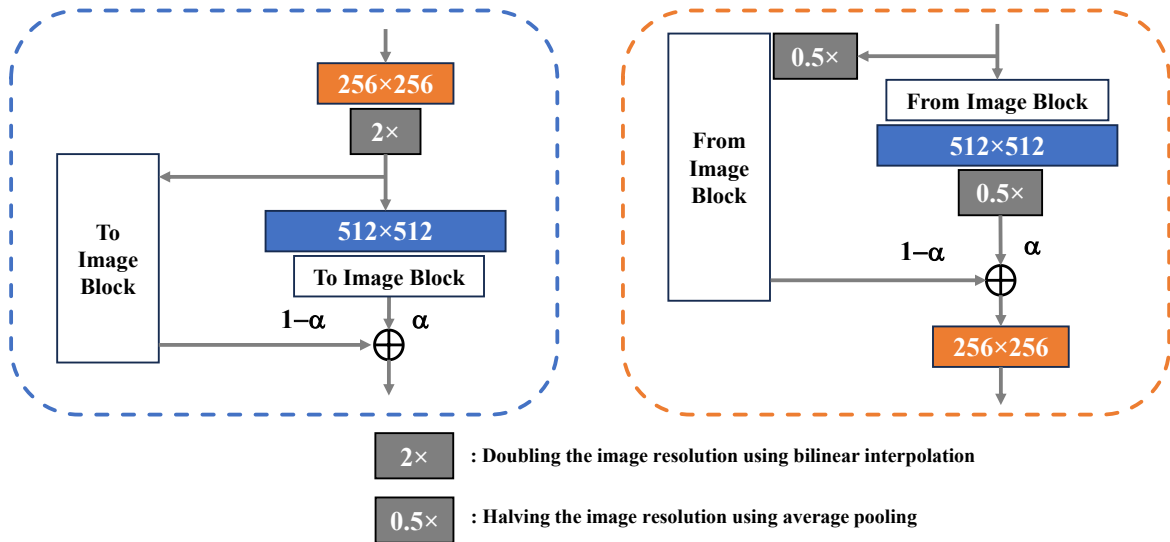 256×256
2×
To
Image
Block
512×512
To Image Block
1−α
α
0.5×
From Image Block
From
Image
Block
512×512
0.5×
1−α
α
256×256
2×
: Doubling the image resolution using bilinear interpolation
0.5×
: Halving the image resolution using average pooling